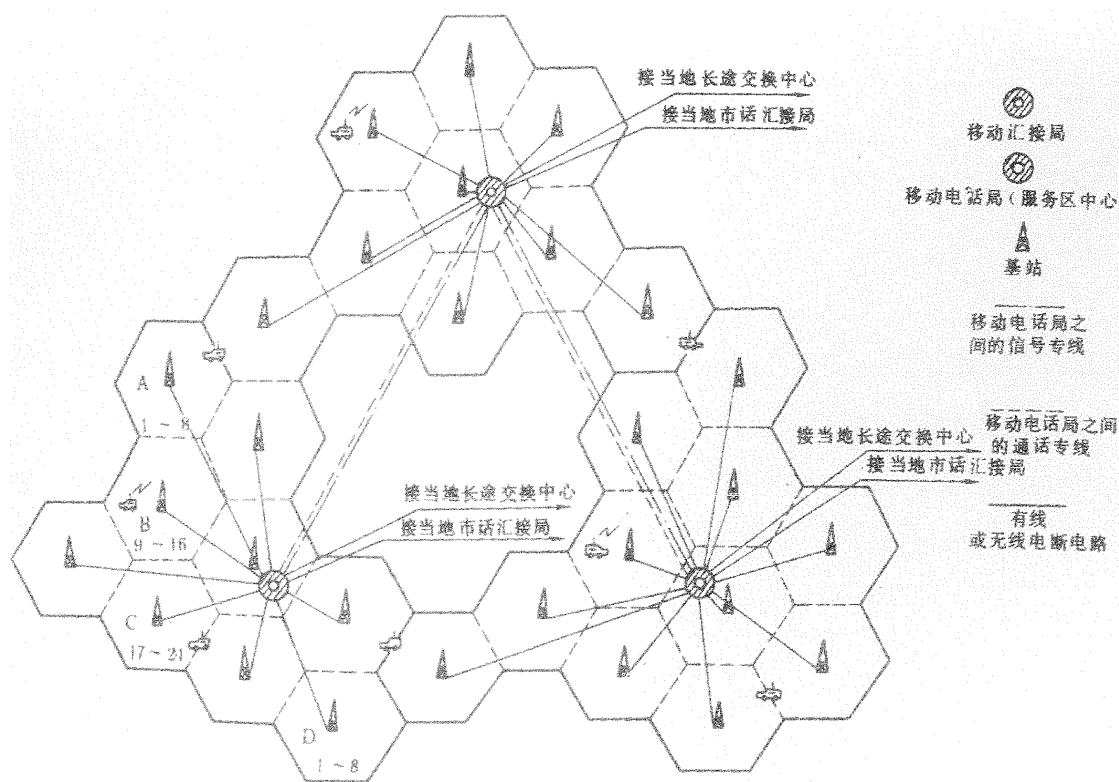 接当地长途交换中心
接当地市话汇接局
移动汇接局
移动电话局(服务区中心
基站
移动电话局之
间的信号专线
移动电话局之间
的通话专线
有线
或无线电断电路
接当地长途交换中心
接当地市话汇接局
接当地长途交换中心
接当地市话汇接局
A
1~8
B
9~16
C
17~24
D
1~8